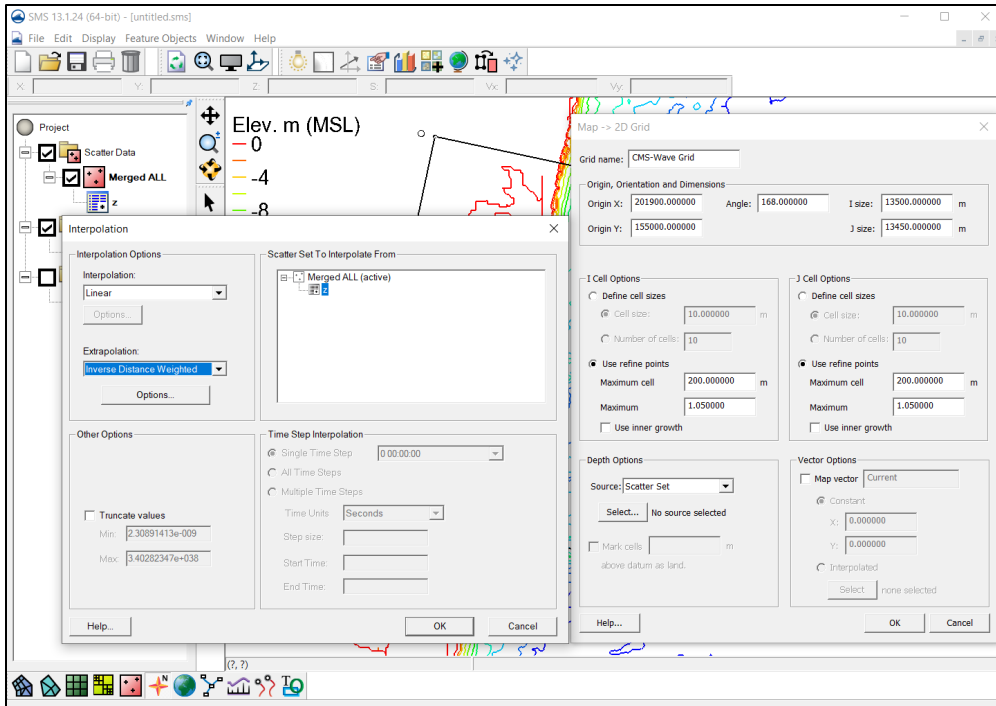 SMS 13.1.24 (64-bit) - [untitled.sms]
File Edit Display Feature Objects Window Help
X: Y: Z: S: Vx: Vy:
Project
Scatter Data
Merged ALL
z
Elev. m (MSL)
0
-4
-8
Interpolation
Interpolation Options
Interpolation:
Linear
Options...
Extrapolation:
Inverse Distance Weighted
Options...
Scatter Set To Interpolate From
Merged ALL (active)
z
Other Options
Truncate values
Min: 2.30891413e-009
Max: 3.40282347e+038
Time Step Interpolation
Single Time Step 0 00:00:00
All Time Steps
Multiple Time Steps
Time Units Seconds
Step size:
Start Time:
End Time:
Help... OK Cancel
Map -> 2D Grid
Grid name: CMS-Wave Grid
Origin, Orientation and Dimensions
Origin X: 201900.000000 Angle: 168.000000 I size: 13500.000000 m
Origin Y: 155000.000000 J size: 13450.000000 m
I Cell Options
Define cell sizes
Cell size: 10.000000 m
Number of cells: 10
Use refine points
Maximum cell 200.000000 m
Maximum 1.050000
Use inner growth
J Cell Options
Define cell sizes
Cell size: 10.000000 m
Number of cells: 10
Use refine points
Maximum cell 200.000000 m
Maximum 1.050000
Use inner growth
Depth Options
Source: Scatter Set
Select... No source selected
Mark cells m
above datum as land.
Vector Options
Map vector Current
Constant
X: 0.000000
Y: 0.000000
Interpolated
Select none selected
Help... OK Cancel
(?, ?)
N